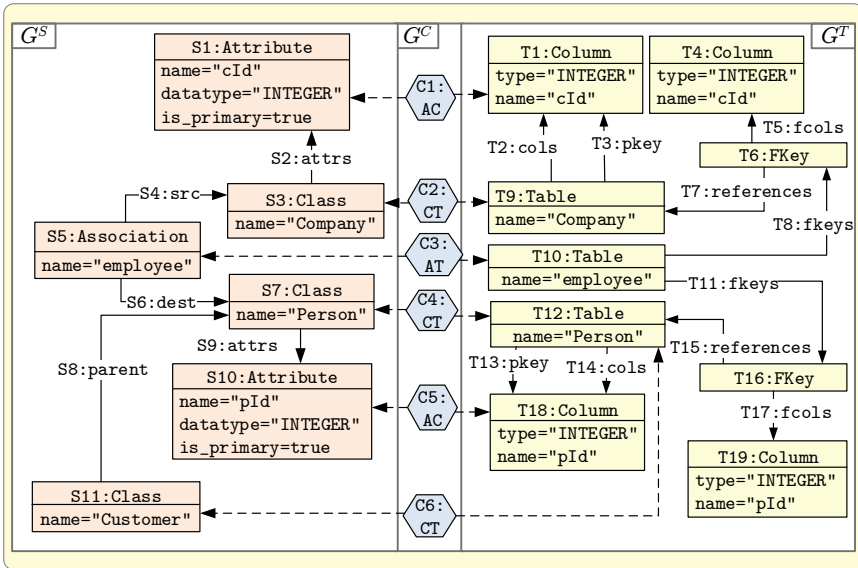 G^S
G^C
G^T
S1:Attribute
name="cId"
datatype="INTEGER"
is_primary=true
S2:attrs
S4:src
S3:Class
name="Company"
S5:Association
name="employee"
S6:dest
S7:Class
name="Person"
S8:parent
S9:attrs
S10:Attribute
name="pId"
datatype="INTEGER"
is_primary=true
S11:Class
name="Customer"
C1:
AC
C2:
CT
C3:
AT
C4:
CT
C5:
AC
C6:
CT
T1:Column
type="INTEGER"
name="cId"
T4:Column
type="INTEGER"
name="cId"
T2:cols
T3:pkey
T5:fcols
T6:FKey
T7:references
T9:Table
name="Company"
T8:fkeys
T10:Table
name="employee"
T11:fkeys
T12:Table
name="Person"
T13:pkey
T14:cols
T15:references
T16:FKey
T17:fcols
T18:Column
type="INTEGER"
name="pId"
T19:Column
type="INTEGER"
name="pId"